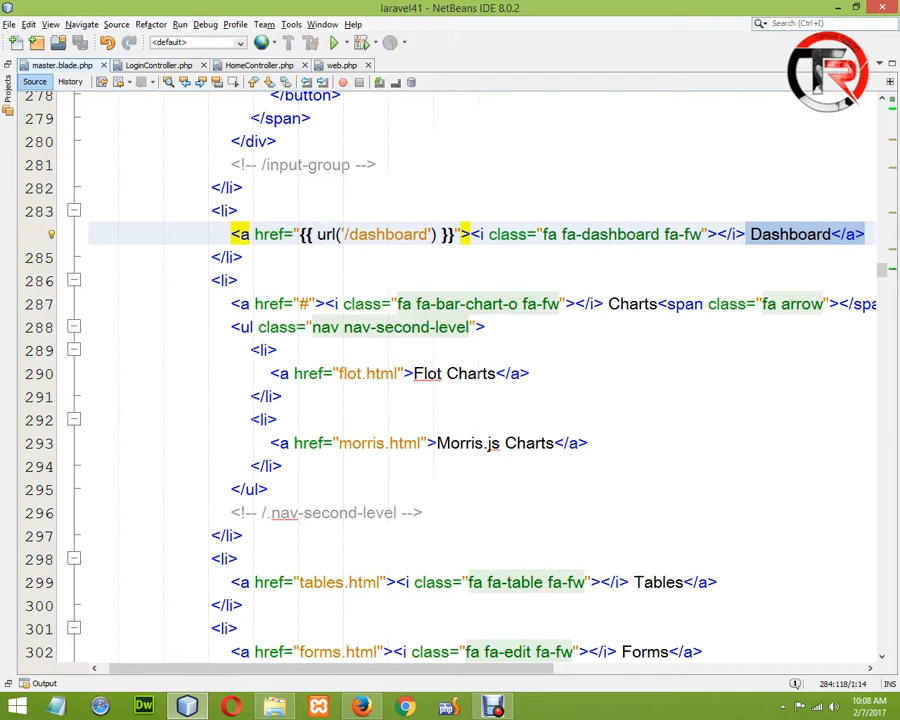 laravel41 - NetBeans IDE 8.0.2
File Edit View Navigate Source Refactor Run Debug Profile Team Tools Window Help
Search (Ctrl+I)
<default>
master.blade.php LoginController.php HomeController.php web.php
Source History
Projects
278 </button>
279 </span>
280 </div>
281 <!-- /input-group -->
282 </li>
283 <li>
<a href="{{ url('/dashboard') }}"><i class="fa fa-dashboard fa-fw"></i> Dashboard</a>
285 </li>
286 <li>
287 <a href="#"><i class="fa fa-bar-chart-o fa-fw"></i> Charts<span class="fa arrow"></spa
288 <ul class="nav nav-second-level">
289 <li>
290 <a href="flot.html">Flot Charts</a>
291 </li>
292 <li>
293 <a href="morris.html">Morris.js Charts</a>
294 </li>
295 </ul>
296 <!-- /.nav-second-level -->
297 </li>
298 <li>
299 <a href="tables.html"><i class="fa fa-table fa-fw"></i> Tables</a>
300 </li>
301 <li>
302 <a href="forms.html"><i class="fa fa-edit fa-fw"></i> Forms</a>
Output
284:118/1:14 INS
Dw
php
10:08 AM
2/7/2017